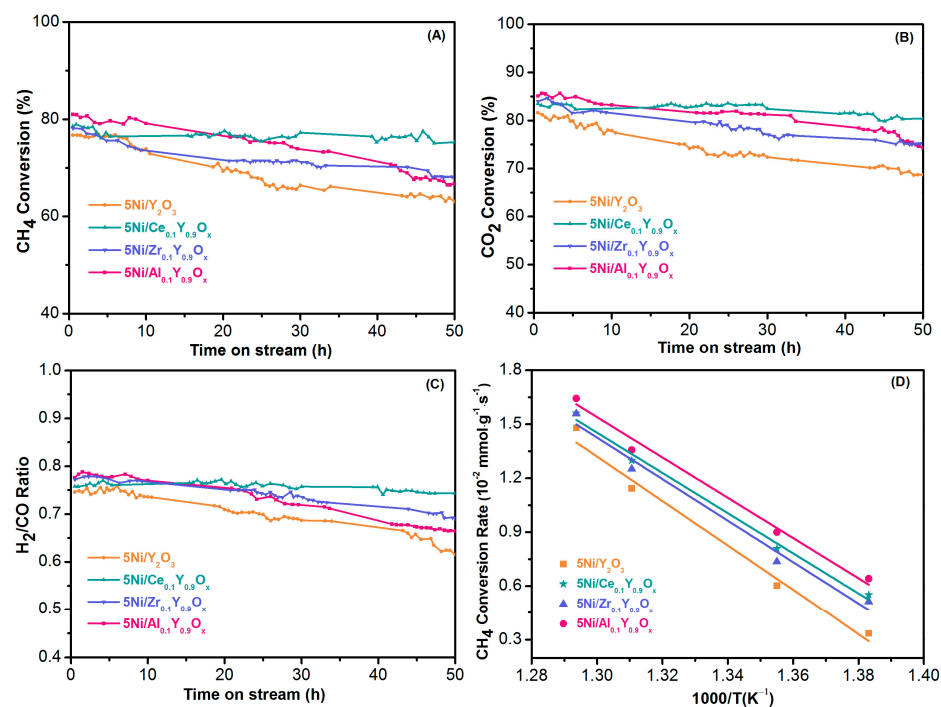 (A)
CH4 Conversion (%)
100
80
60
40
0 10 20 30 40 50
Time on stream (h)
5Ni/Y2O3
5Ni/Ce0.1Y0.9Ox
5Ni/Zr0.1Y0.9Ox
5Ni/Al0.1Y0.9Ox
(B)
CO2 Conversion (%)
100
90
80
70
60
50
40
0 10 20 30 40 50
Time on stream (h)
5Ni/Y2O3
5Ni/Ce0.1Y0.9Ox
5Ni/Zr0.1Y0.9Ox
5Ni/Al0.1Y0.9Ox
(C)
H2/CO Ratio
1.0
0.9
0.8
0.7
0.6
0.5
0.4
0 10 20 30 40 50
Time on stream (h)
5Ni/Y2O3
5Ni/Ce0.1Y0.9Ox
5Ni/Zr0.1Y0.9Ox
5Ni/Al0.1Y0.9Ox
(D)
CH4 Conversion Rate (10-2 mmol·g-1·s-1)
1.8
1.5
1.2
0.9
0.6
0.3
1.28 1.30 1.32 1.34 1.36 1.38 1.40
1000/T(K−1)
5Ni/Y2O3
5Ni/Ce0.1Y0.9Ox
5Ni/Zr0.1Y0.9Ox
5Ni/Al0.1Y0.9Ox